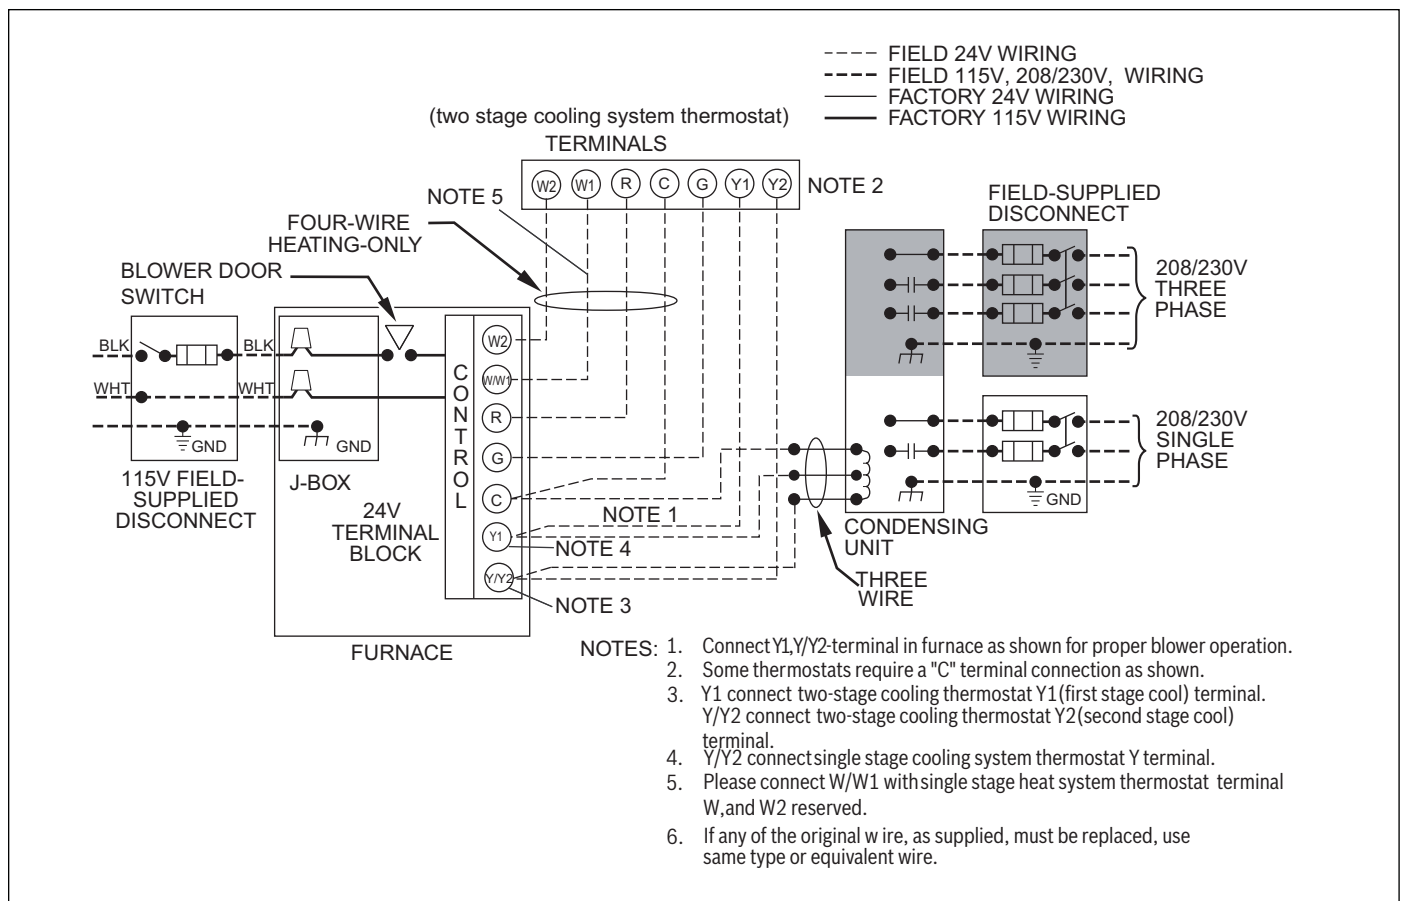 FIELD 24V WIRING
FIELD 115V, 208/230V, WIRING
FACTORY 24V WIRING
FACTORY 115V WIRING
(two stage cooling system thermostat)
TERMINALS
W2 W1 R C G Y1 Y2
NOTE 2
NOTE 5
FOUR-WIRE
HEATING-ONLY
BLOWER DOOR
SWITCH
FIELD-SUPPLIED
DISCONNECT
208/230V
THREE
PHASE
BLK
BLK
WHT
WHT
GND
GND
115V FIELD-
SUPPLIED
DISCONNECT
J-BOX
24V
TERMINAL
BLOCK
CONTROL
W2
W/W1
R
G
C
Y1
Y/Y2
NOTE 1
NOTE 4
NOTE 3
FURNACE
208/230V
SINGLE
PHASE
GND
CONDENSING
UNIT
THREE
WIRE
NOTES:
1. Connect Y1,Y/Y2-terminal in furnace as shown for proper blower operation.
2. Some thermostats require a "C" terminal connection as shown.
3. Y1 connect two-stage cooling thermostat Y1(first stage cool) terminal.
Y/Y2 connect two-stage cooling thermostat Y2(second stage cool)
terminal.
4. Y/Y2 connect single stage cooling system thermostat Y terminal.
5. Please connect W/W1 with single stage heat system thermostat terminal
W,and W2 reserved.
6. If any of the original w ire, as supplied, must be replaced, use
same type or equivalent wire.